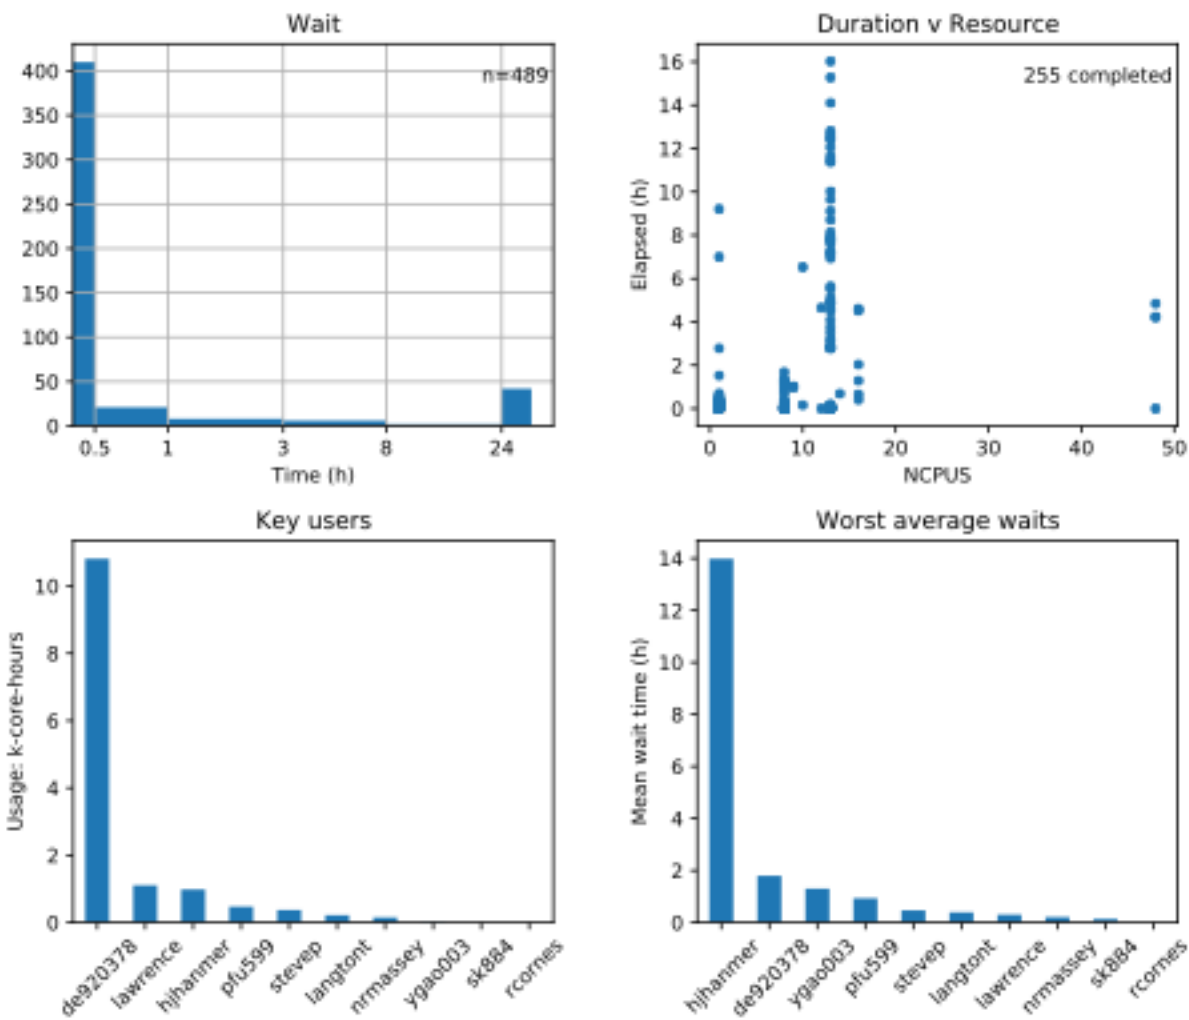 Wait
n=489
400
350
300
250
200
150
100
50
0
0.5 1 3 8 24
Time (h)
Duration v Resource
255 completed
Elapsed (h)
16
14
12
10
8
6
4
2
0
0 10 20 30 40 50
NCPUS
Key users
Usage: k-core-hours
10
8
6
4
2
0
de920378 lawrence hjhanmer pfu599 stevep langtont nrmassey ygao003 sk884 rcornes
Worst average waits
Mean wait time (h)
14
12
10
8
6
4
2
0
hjhanmer de920378 ygao003 pfu599 stevep langtont lawrence nrmassey sk884 rcornes